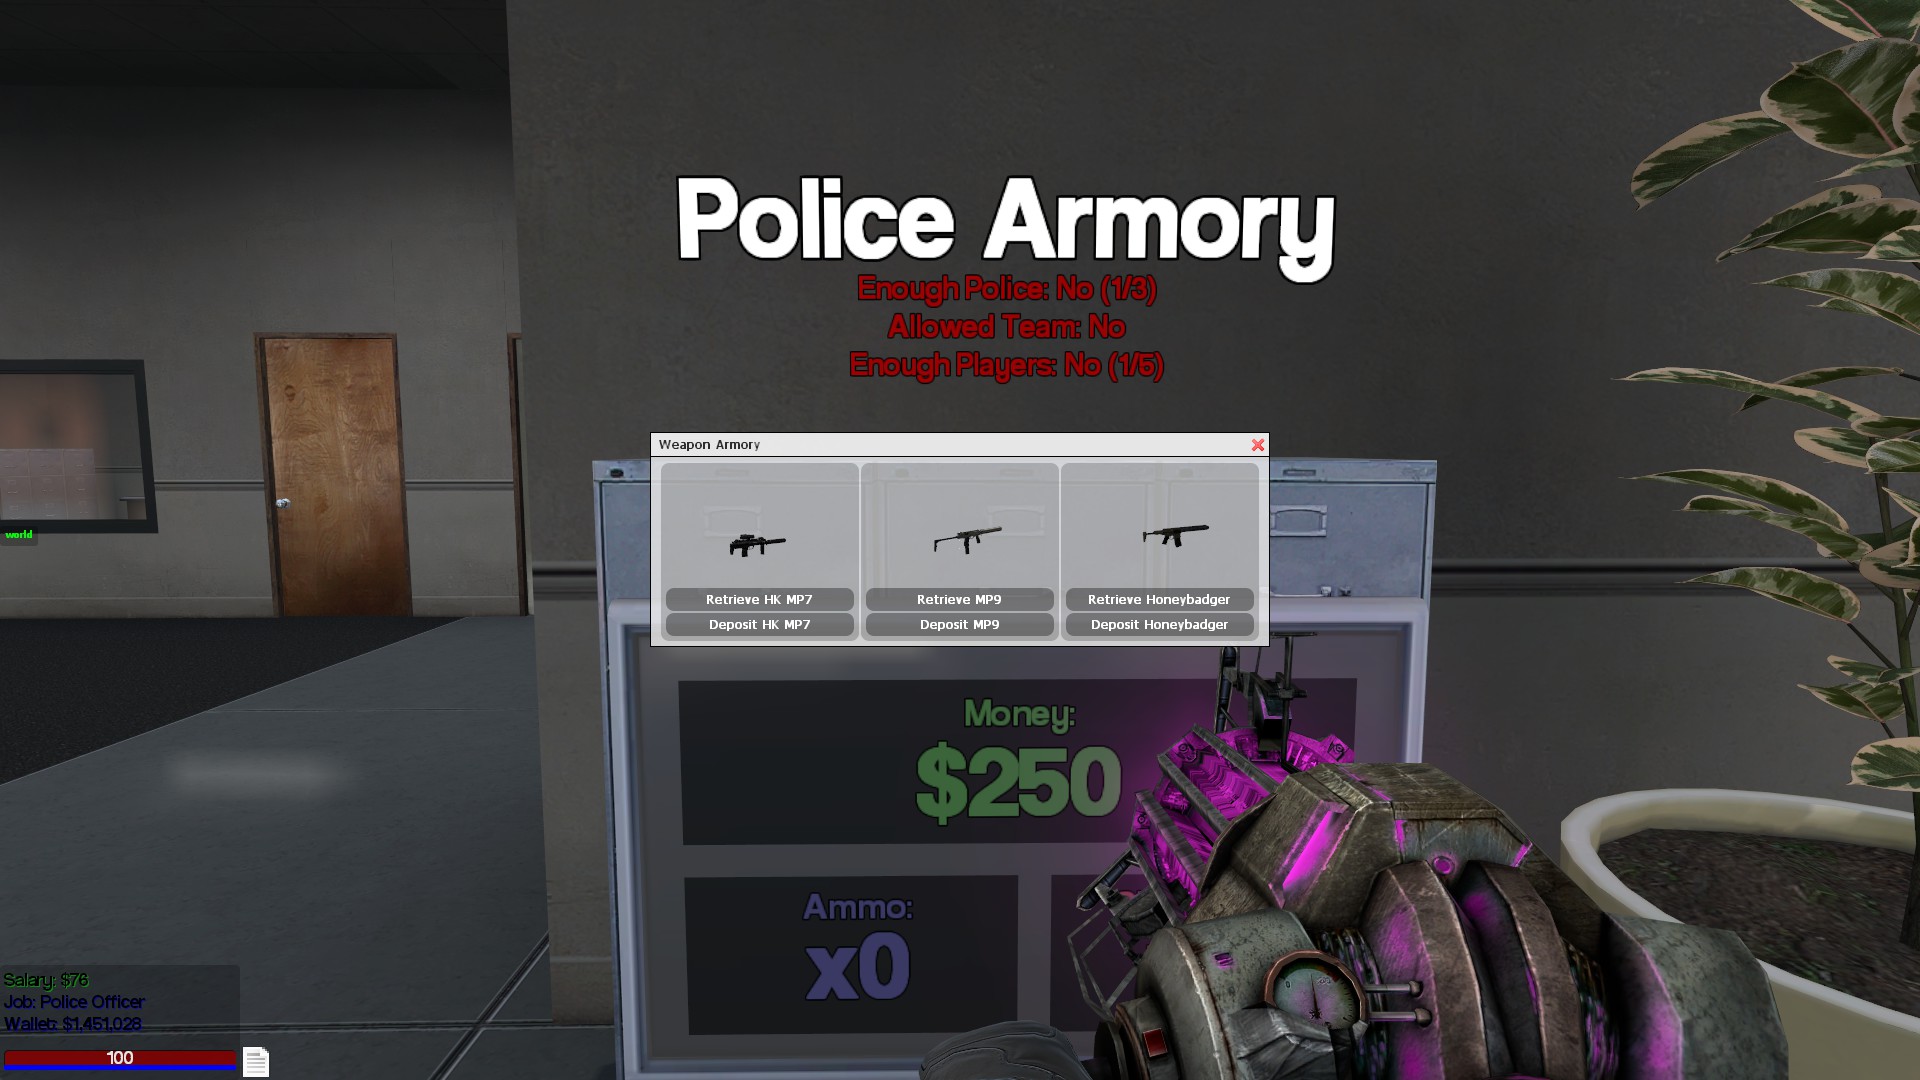 Police Armory
Enough Police: No (1/3)
Allowed Team: No
Enough Players: No (1/5)
Weapon Armory
Retrieve HK MP7
Retrieve MP9
Retrieve Honeybadger
Deposit HK MP7
Deposit MP9
Deposit Honeybadger
world
Money:
$250
Ammo:
x0
Salary: $76
Job: Police Officer
Wallet: $1,451,028
100